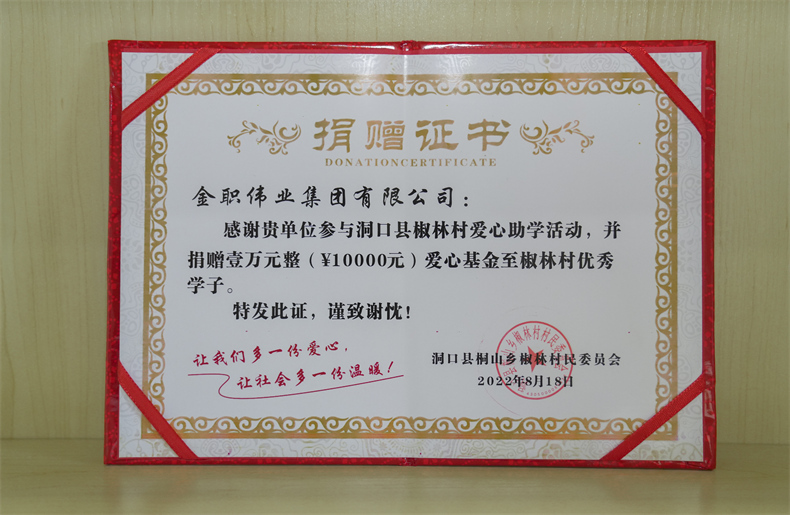 捐赠证书
DONATIONCERTIFICATE
金职伟业集团有限公司：
感谢贵单位参与洞口县椒林村爱心助学活动，并
捐赠壹万元整（¥10000元）爱心基金至椒林村优秀
学子。
特发此证，谨致谢忱！
让我们多一份爱心，
让社会多一份温暖！
洞口县桐山乡椒林村民委员会
2022年8月18日